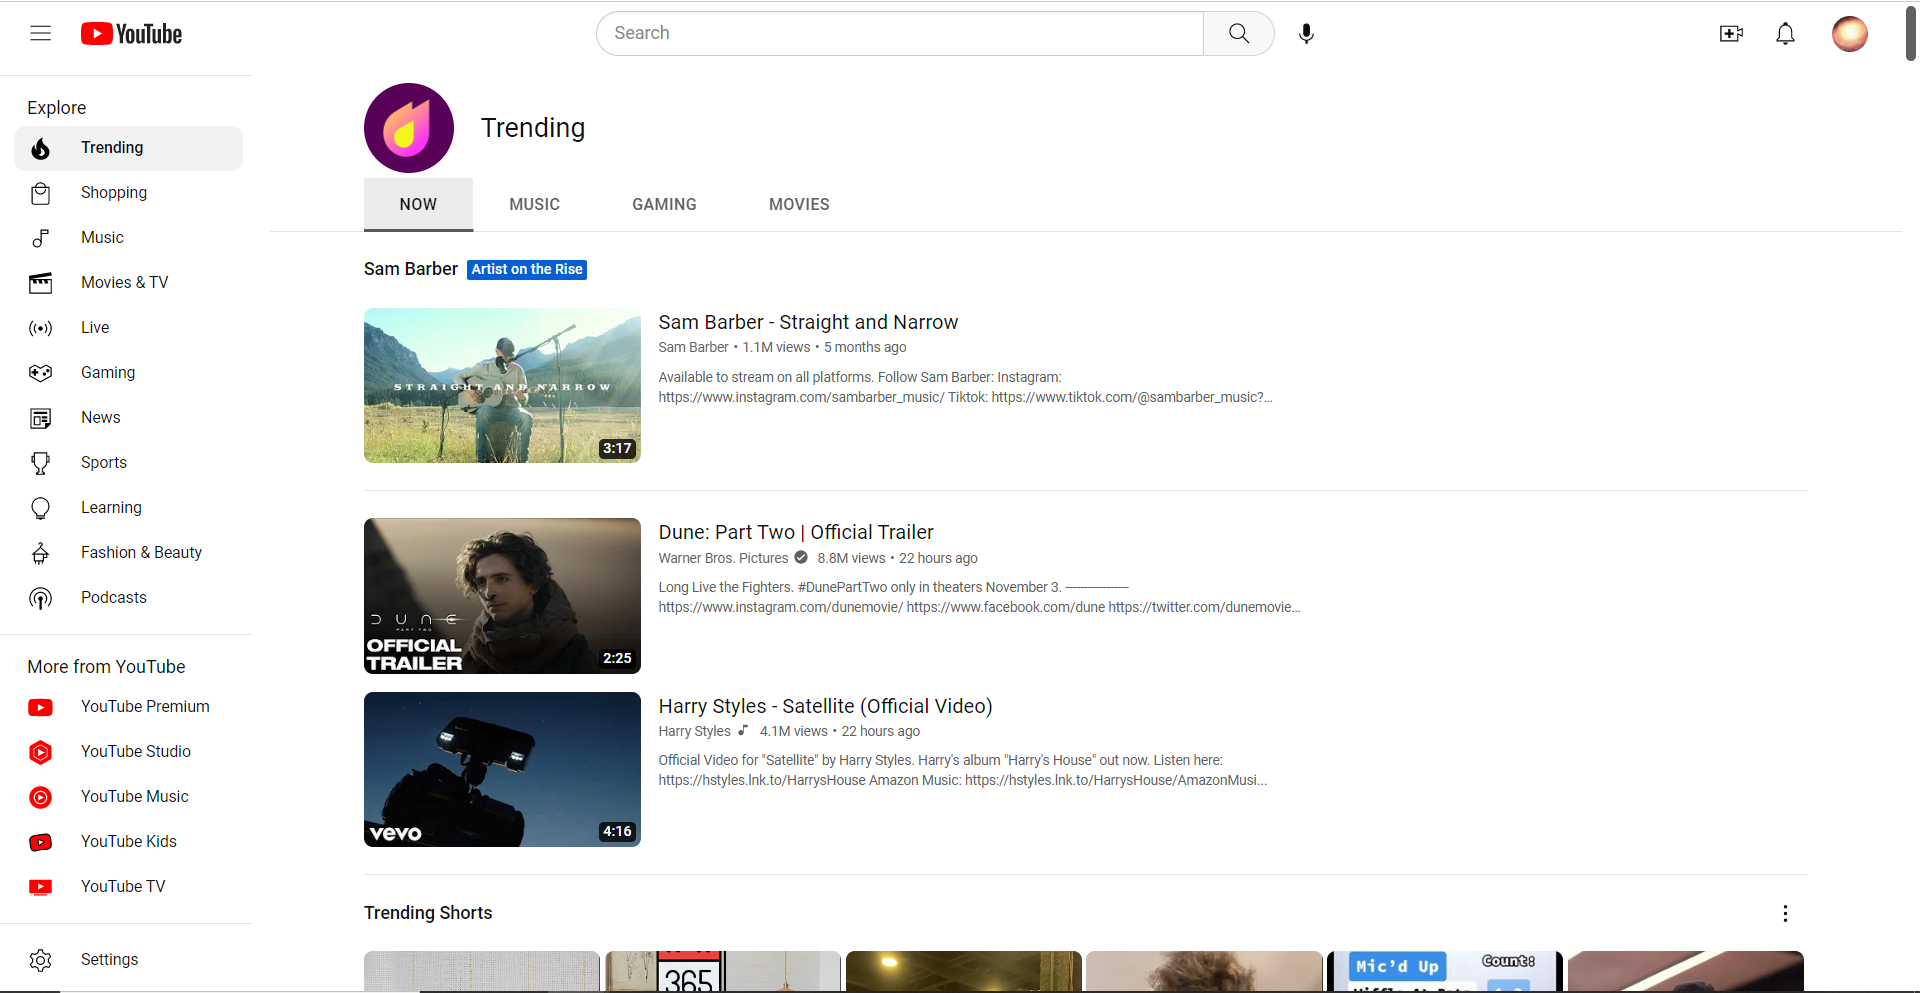 YouTube
Search
Explore
Trending
Shopping
Music
Movies & TV
Live
Gaming
News
Sports
Learning
Fashion & Beauty
Podcasts
More from YouTube
YouTube Premium
YouTube Studio
YouTube Music
YouTube Kids
YouTube TV
Settings
Trending
NOW MUSIC GAMING MOVIES
Sam Barber Artist on the Rise
STRAIGHT AND NARROW
3:17
Sam Barber - Straight and Narrow
Sam Barber • 1.1M views • 5 months ago
Available to stream on all platforms. Follow Sam Barber: Instagram:
https://www.instagram.com/sambarber_music/ Tiktok: https://www.tiktok.com/@sambarber_music?...
DUNE
PART TWO
OFFICIAL
TRAILER
2:25
Dune: Part Two | Official Trailer
Warner Bros. Pictures 8.8M views • 22 hours ago
Long Live the Fighters. #DunePartTwo only in theaters November 3. ------------------
https://www.instagram.com/dunemovie/ https://www.facebook.com/dune https://twitter.com/dunemovie...
vevo
4:16
Harry Styles - Satellite (Official Video)
Harry Styles 4.1M views • 22 hours ago
Official Video for "Satellite" by Harry Styles. Harry's album "Harry's House" out now. Listen here:
https://hstyles.lnk.to/HarrysHouse Amazon Music: https://hstyles.lnk.to/HarrysHouse/AmazonMusi...
Trending Shorts
365
Mic'd Up
Count: